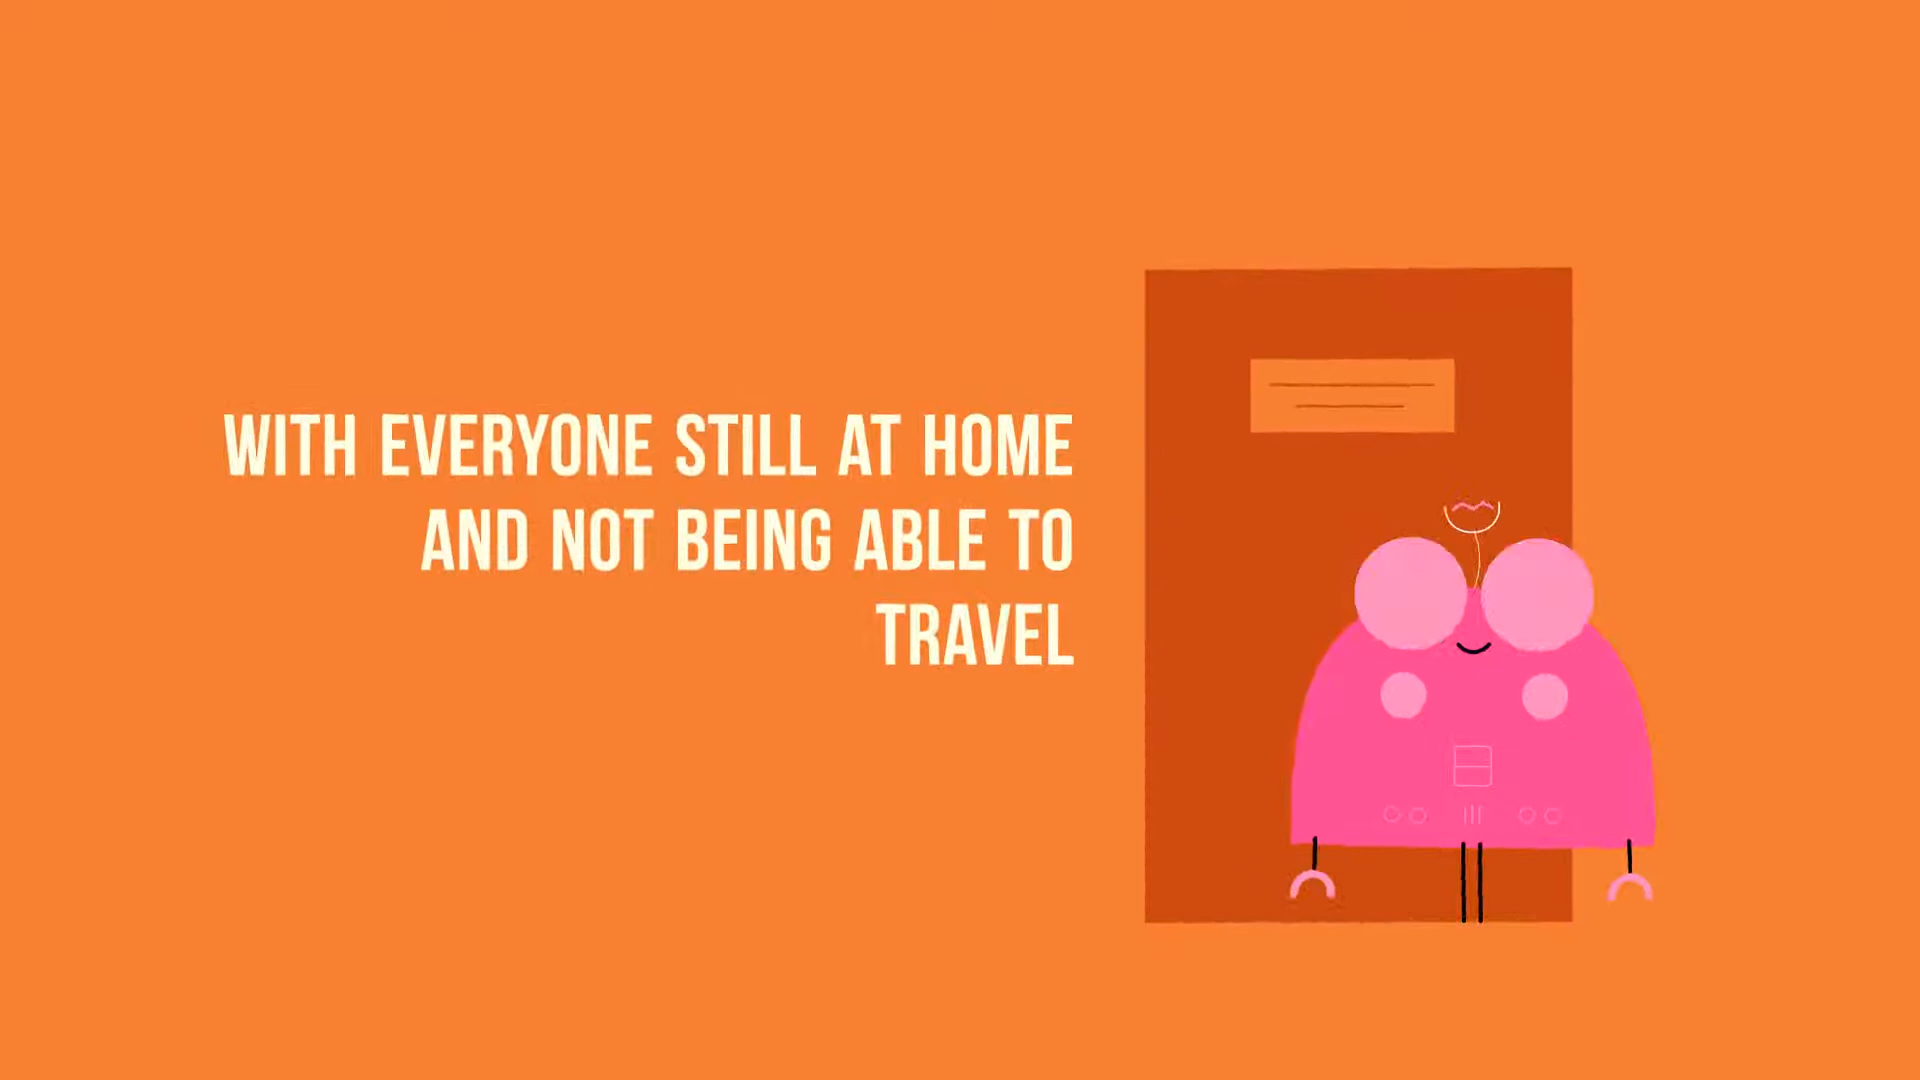 WITH EVERYONE STILL AT HOME
AND NOT BEING ABLE TO
TRAVEL